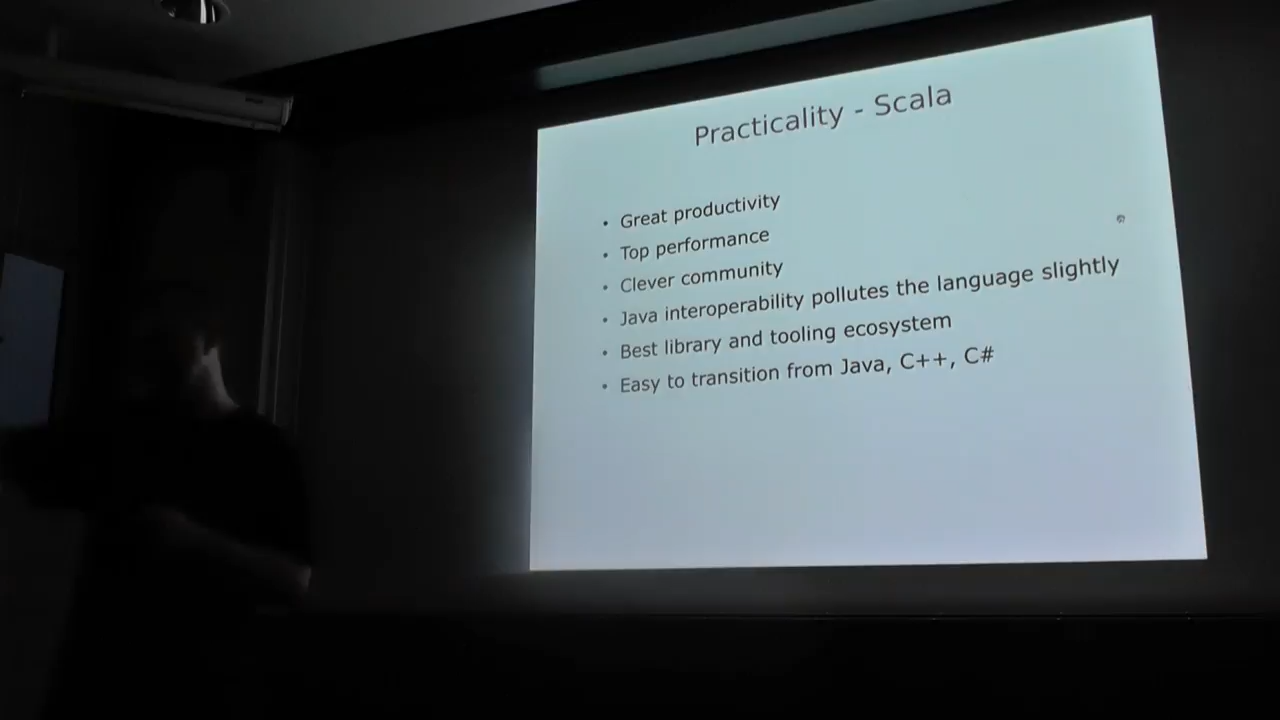 Practicality - Scala
• Great productivity
• Top performance
• Clever community
• Java interoperability pollutes the language slightly
• Best library and tooling ecosystem
• Easy to transition from Java, C++, C#